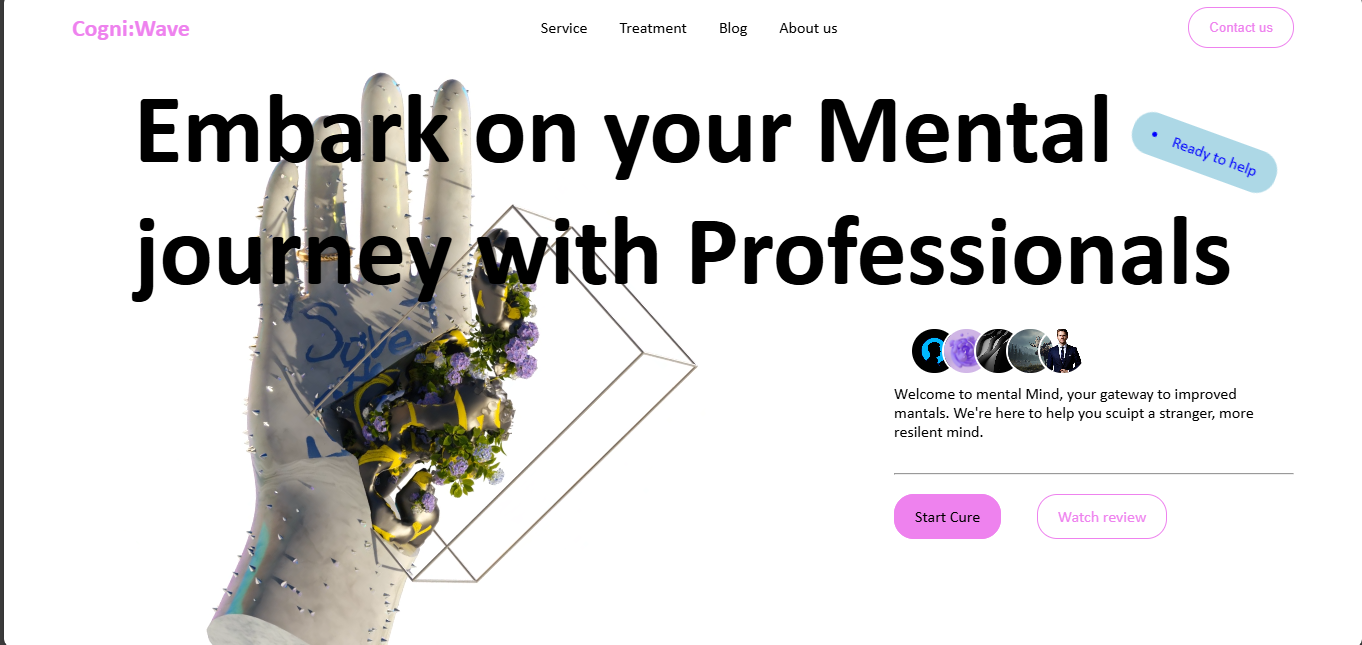 Cogni:Wave
Service
Treatment
Blog
About us
Contact us
Embark on your Mental
• Ready to help
journey with Professionals
Save
Welcome to mental Mind, your gateway to improved
mantals. We're here to help you scuipt a stranger, more
resilent mind.
Start Cure
Watch review